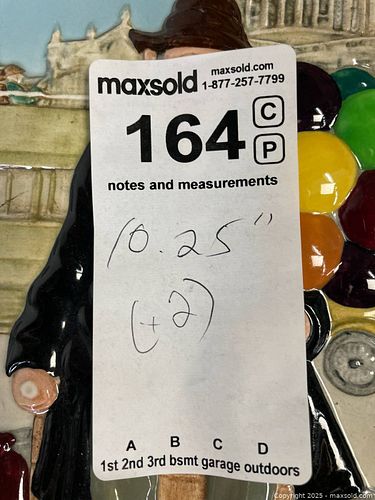 maxsold maxsold.com
1-877-257-7799
164 C
P
notes and measurements
10.25"
(+2)
A B C D
1st 2nd 3rd bsmt garage outdoors
Copyright 2025 - maxsold.com